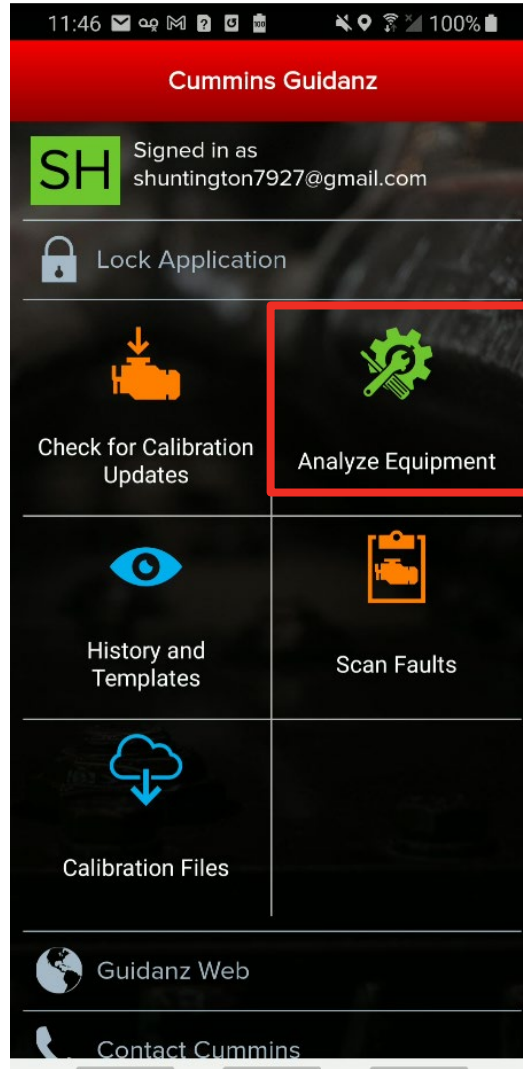 11:46
100%
Cummins Guidanz
SH
Signed in as
shuntington7927@gmail.com
Lock Application
Check for Calibration
Updates
Analyze Equipment
History and
Templates
Scan Faults
Calibration Files
Guidanz Web
Contact Cummins